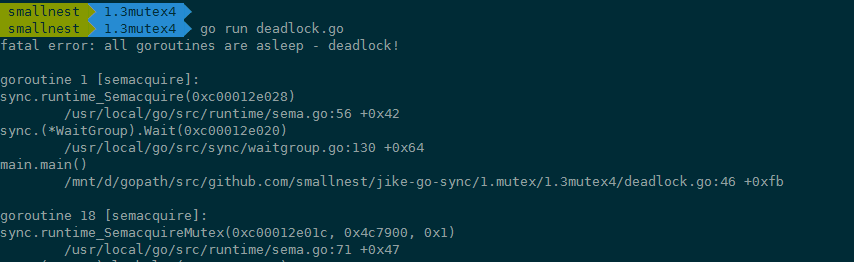 smallnest 1.3mutex4
smallnest 1.3mutex4 go run deadlock.go
fatal error: all goroutines are asleep - deadlock!
goroutine 1 [semacquire]:
sync.runtime_Semacquire(0xc00012e028)
/usr/local/go/src/runtime/sema.go:56 +0x42
sync.(*WaitGroup).Wait(0xc00012e020)
/usr/local/go/src/sync/waitgroup.go:130 +0x64
main.main()
/mnt/d/gopath/src/github.com/smallnest/jike-go-sync/1.mutex/1.3mutex4/deadlock.go:46 +0xfb
goroutine 18 [semacquire]:
sync.runtime_SemacquireMutex(0xc00012e01c, 0x4c7900, 0x1)
/usr/local/go/src/runtime/sema.go:71 +0x47